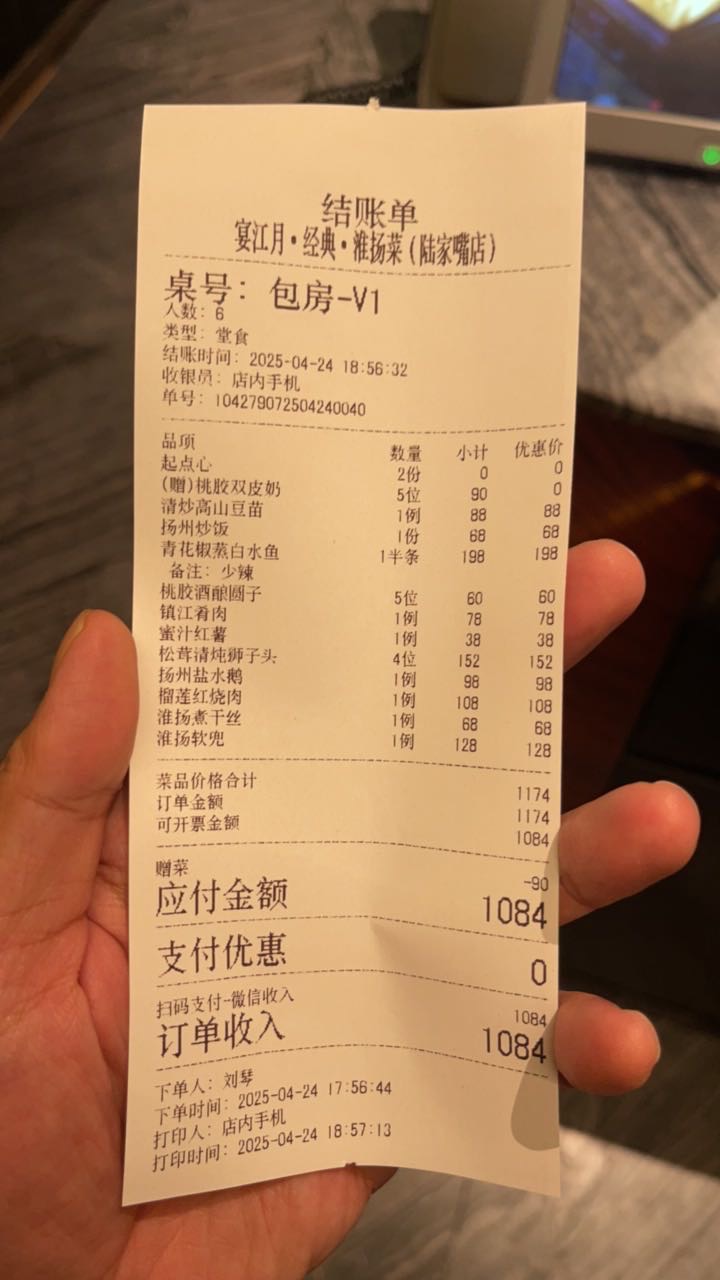 结账单
宴江月·经典·淮扬菜(陆家嘴店)
桌号: 包房-V1
人数: 6
类型: 堂食
结账时间: 2025-04-24 18:56:32
收银员: 店内手机
单号: 104279072504240040
品项 数量 小计 优惠价
起点心 2份 0 0
(赠)桃胶双皮奶 5位 90 0
清炒高山豆苗 1例 88 88
扬州炒饭 1份 68 68
青花椒蒸白水鱼 1半条 198 198
备注: 少辣
桃胶酒酿圆子 5位 60 60
镇江肴肉 1例 78 78
蜜汁红薯 1例 38 38
松茸清炖狮子头 4位 152 152
扬州盐水鹅 1例 98 98
榴莲红烧肉 1例 108 108
淮扬煮干丝 1例 68 68
淮扬软兜 1例 128 128
菜品价格合计 1174
订单金额 1174
可开票金额 1084
赠菜 -90
应付金额 1084
支付优惠 0
扫码支付-微信收入 1084
订单收入 1084
下单人: 刘琴
下单时间: 2025-04-24 17:56:44
打印人: 店内手机
打印时间: 2025-04-24 18:57:13